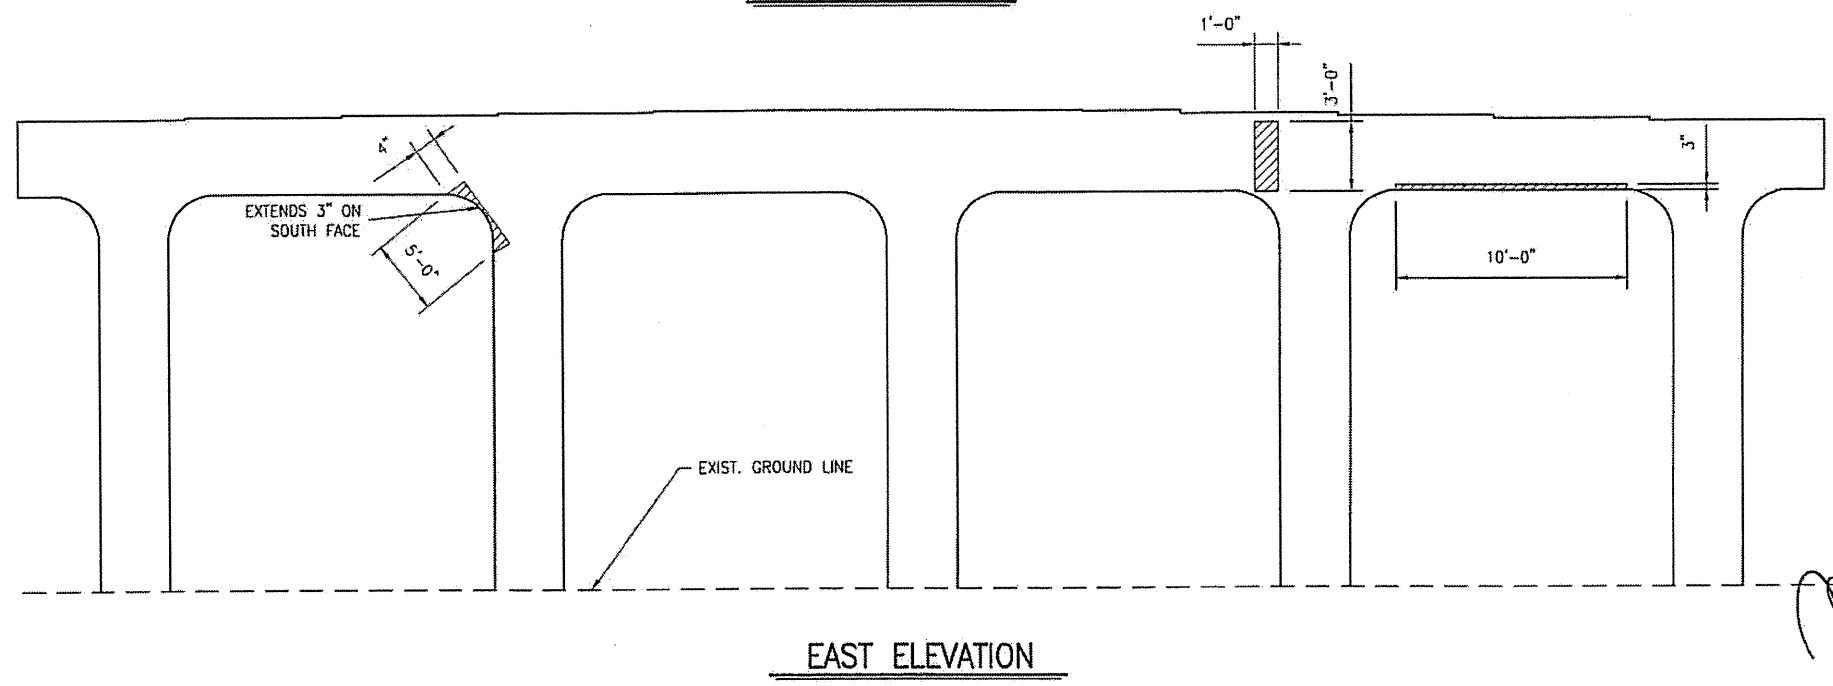 1'-0"
3'-0"
4"
3"
EXTENDS 3" ON
SOUTH FACE
5'-0"
10'-0"
EXIST. GROUND LINE
EAST ELEVATION